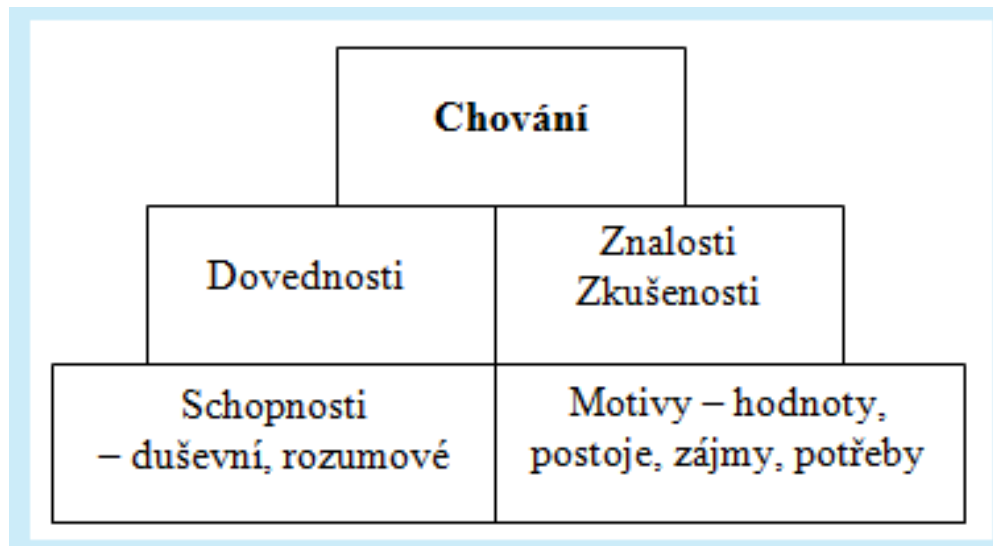 Chování
Dovednosti
Znalosti
Zkušenosti
Schopnosti
– duševní, rozumové
Motivy – hodnoty,
postoje, zájmy, potřeby